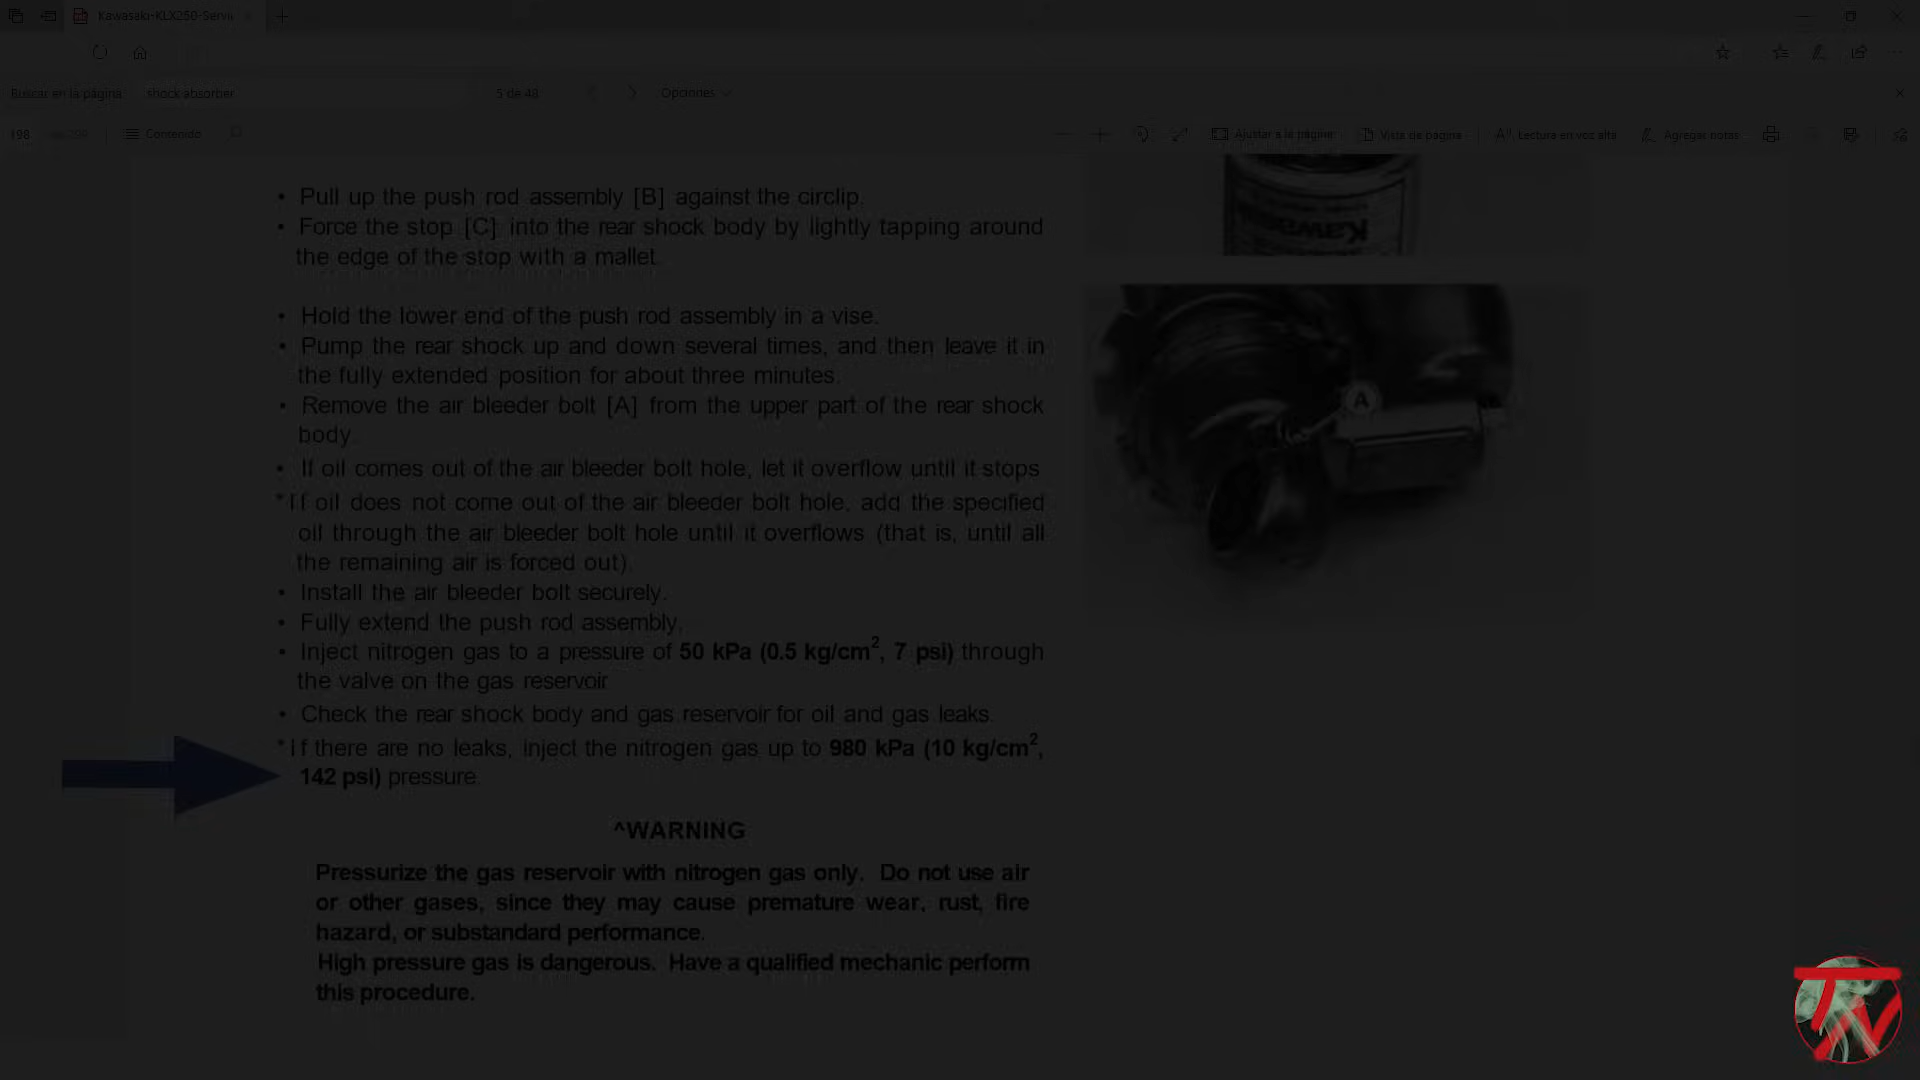 Kawasaki-KLX250-Servi
Buscar en la página
shock absorber
5 de 48
Opciones
198
de 299
Contenido
Ajustar a la página
Vista de página
Lectura en voz alta
Agregar notas
• Pull up the push rod assembly [B] against the circlip.
• Force the stop [C] into the rear shock body by lightly tapping around
the edge of the stop with a mallet.
• Hold the lower end of the push rod assembly in a vise.
• Pump the rear shock up and down several times, and then leave it in
the fully extended position for about three minutes.
• Remove the air bleeder bolt [A] from the upper part of the rear shock
body.
• If oil comes out of the air bleeder bolt hole, let it overflow until it stops
*If oil does not come out of the air bleeder bolt hole, add the specified
oil through the air bleeder bolt hole until it overflows (that is, until all
the remaining air is forced out).
• Install the air bleeder bolt securely.
• Fully extend the push rod assembly.
• Inject nitrogen gas to a pressure of 50 kPa (0.5 kg/cm², 7 psi) through
the valve on the gas reservoir
• Check the rear shock body and gas reservoir for oil and gas leaks.
*If there are no leaks, inject the nitrogen gas up to 980 kPa (10 kg/cm²,
142 psi) pressure.
^WARNING
Pressurize the gas reservoir with nitrogen gas only. Do not use air
or other gases, since they may cause premature wear, rust, fire
hazard, or substandard performance.
High pressure gas is dangerous. Have a qualified mechanic perform
this procedure.
A
TV